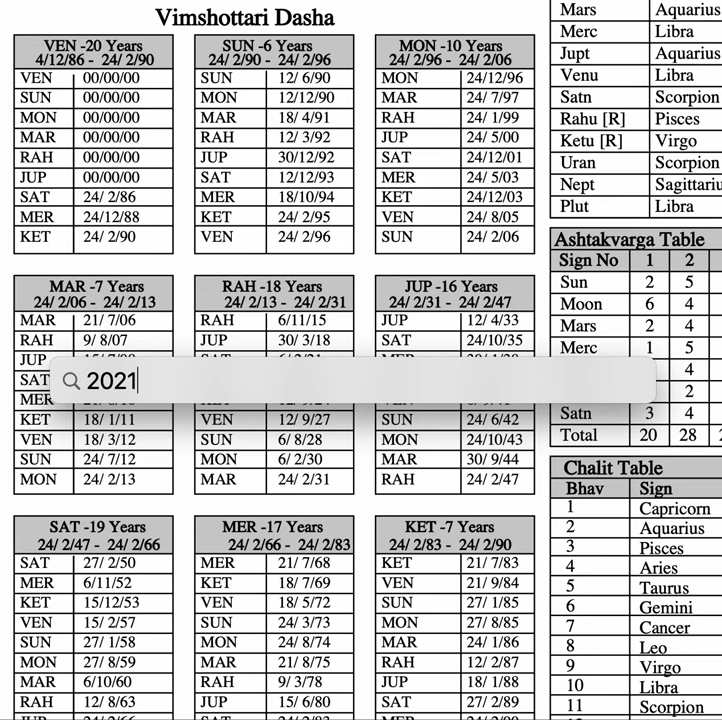 Vimshottari Dasha
VEN -20 Years
4/12/86 - 24/ 2/90
VEN 00/00/00
SUN 00/00/00
MON 00/00/00
MAR 00/00/00
RAH 00/00/00
JUP 00/00/00
SAT 24/ 2/86
MER 24/12/88
KET 24/ 2/90
SUN -6 Years
24/ 2/90 - 24/ 2/96
SUN 12/ 6/90
MON 12/12/90
MAR 18/ 4/91
RAH 12/ 3/92
JUP 30/12/92
SAT 12/12/93
MER 18/10/94
KET 24/ 2/95
VEN 24/ 2/96
MON -10 Years
24/ 2/96 - 24/ 2/06
MON 24/12/96
MAR 24/ 7/97
RAH 24/ 1/99
JUP 24/ 5/00
SAT 24/12/01
MER 24/ 5/03
KET 24/12/03
VEN 24/ 8/05
SUN 24/ 2/06
MAR -7 Years
24/ 2/06 - 24/ 2/13
MAR 21/ 7/06
RAH 9/ 8/07
JUP
SAT
MER
KET 18/ 1/11
VEN 18/ 3/12
SUN 24/ 7/12
MON 24/ 2/13
RAH -18 Years
24/ 2/13 - 24/ 2/31
RAH 6/11/15
JUP 30/ 3/18
VEN 12/ 9/27
SUN 6/ 8/28
MON 6/ 2/30
MAR 24/ 2/31
JUP -16 Years
24/ 2/31 - 24/ 2/47
JUP 12/ 4/33
SAT 24/10/35
SUN 24/ 6/42
MON 24/10/43
MAR 30/ 9/44
RAH 24/ 2/47
2021
SAT -19 Years
24/ 2/47 - 24/ 2/66
SAT 27/ 2/50
MER 6/11/52
KET 15/12/53
VEN 15/ 2/57
SUN 27/ 1/58
MON 27/ 8/59
MAR 6/10/60
RAH 12/ 8/63
MER -17 Years
24/ 2/66 - 24/ 2/83
MER 21/ 7/68
KET 18/ 7/69
VEN 18/ 5/72
SUN 24/ 3/73
MON 24/ 8/74
MAR 21/ 8/75
RAH 9/ 3/78
JUP 15/ 6/80
KET -7 Years
24/ 2/83 - 24/ 2/90
KET 21/ 7/83
VEN 21/ 9/84
SUN 27/ 1/85
MON 27/ 8/85
MAR 24/ 1/86
RAH 12/ 2/87
JUP 18/ 1/88
SAT 27/ 2/89
Mars Aquarius
Merc Libra
Jupt Aquarius
Venu Libra
Satn Scorpion
Rahu [R] Pisces
Ketu [R] Virgo
Uran Scorpion
Nept Sagittariu
Plut Libra
Ashtakvarga Table
Sign No 1 2
Sun 2 5
Moon 6 4
Mars 2 4
Merc 1 5
4
2
Satn 3 4
Total 20 28
Chalit Table
Bhav Sign
1 Capricorn
2 Aquarius
3 Pisces
4 Aries
5 Taurus
6 Gemini
7 Cancer
8 Leo
9 Virgo
10 Libra
11 Scorpion